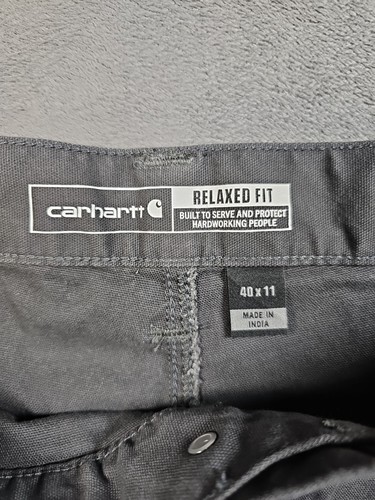 carhartt
RELAXED FIT
BUILT TO SERVE AND PROTECT
HARDWORKING PEOPLE
40 x 11
MADE IN
INDIA